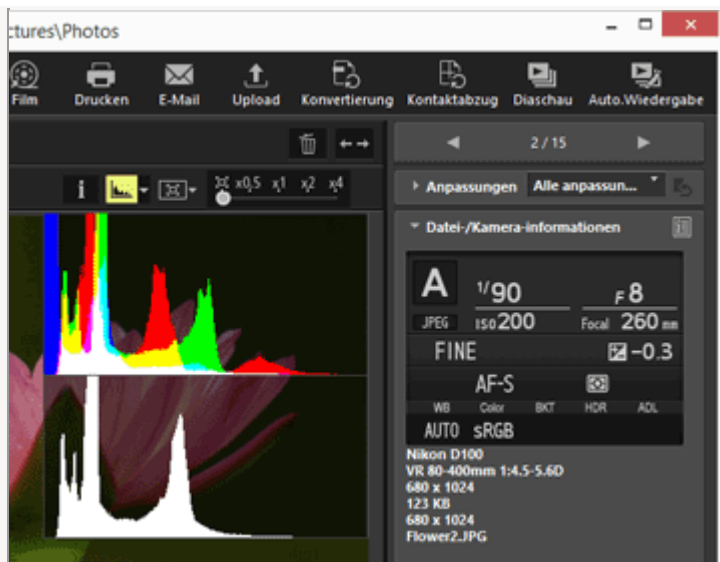 ctures\Photos
Film Drucken E-Mail Upload Konvertierung Kontaktabzug Diaschau Auto.Wiedergabe
2 / 15
i x0,5 x1 x2 x4
Anpassungen Alle anpassun...
Datei-/Kamera-informationen
A 1/90 F 8
JPEG ISO 200 Focal 260 mm
FINE -0.3
AF-S
WB Color BKT HDR ADL
AUTO sRGB
Nikon D100
VR 80-400mm 1:4.5-5.6D
680 x 1024
123 KB
680 x 1024
Flower2.JPG